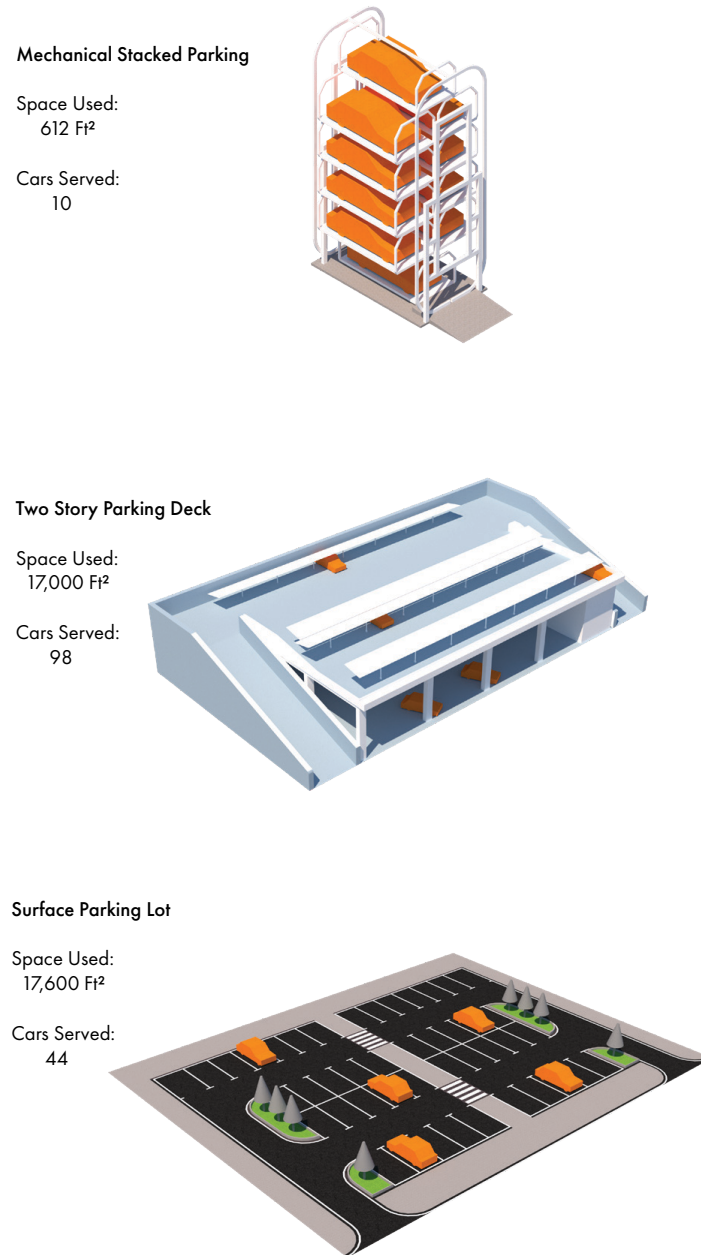 Mechanical Stacked Parking
Space Used:
612 Ft²
Cars Served:
10
Two Story Parking Deck
Space Used:
17,000 Ft²
Cars Served:
98
Surface Parking Lot
Space Used:
17,600 Ft²
Cars Served:
44